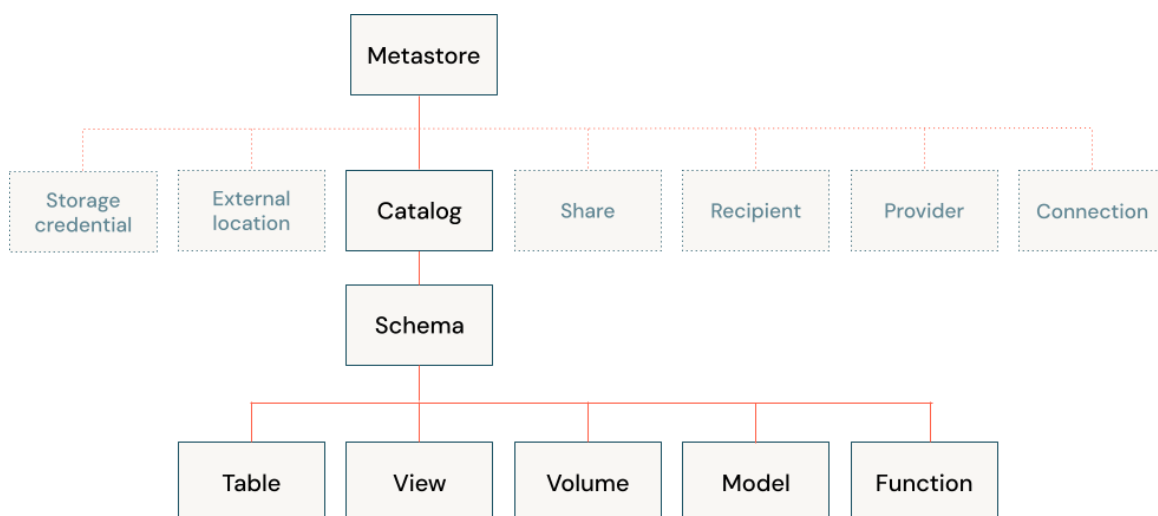 Metastore
Storage
credential
External
location
Catalog
Share
Recipient
Provider
Connection
Schema
Table
View
Volume
Model
Function